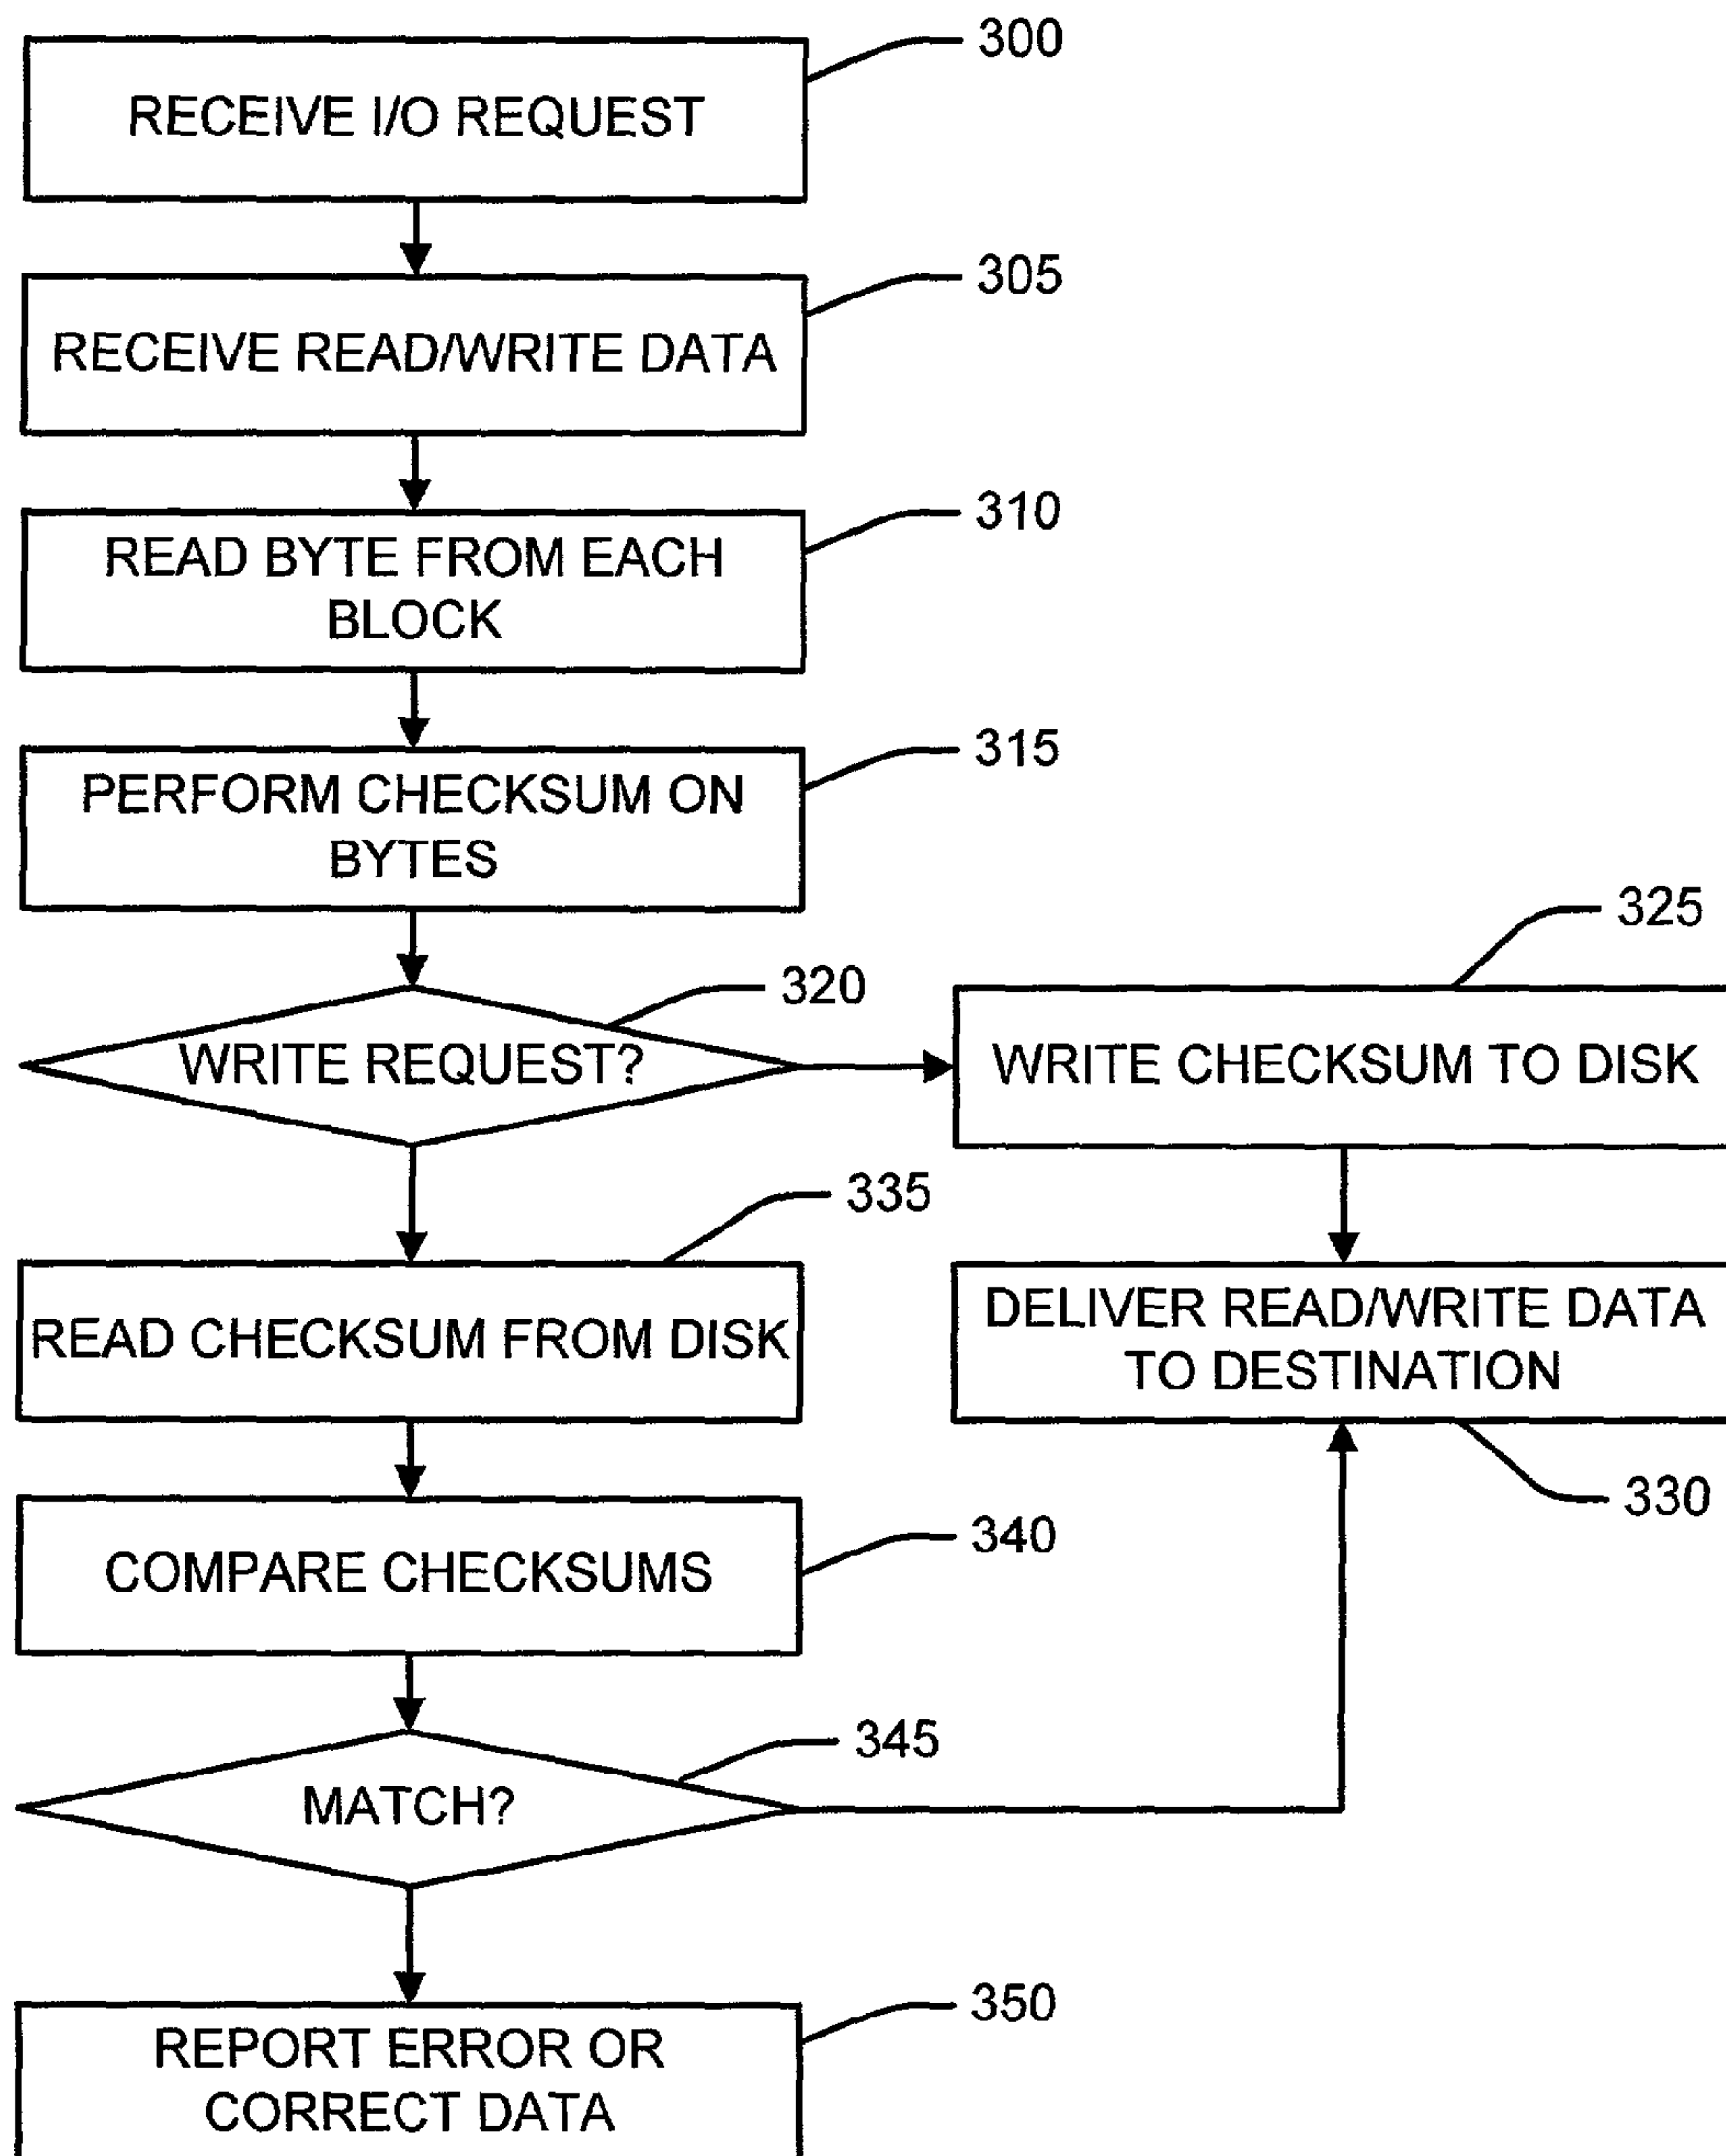 300
RECEIVE I/O REQUEST
305
RECEIVE READ/WRITE DATA
310
READ BYTE FROM EACH
BLOCK
315
PERFORM CHECKSUM ON
BYTES
320
WRITE REQUEST?
325
WRITE CHECKSUM TO DISK
335
READ CHECKSUM FROM DISK
DELIVER READ/WRITE DATA
TO DESTINATION
330
340
COMPARE CHECKSUMS
345
MATCH?
350
REPORT ERROR OR
CORRECT DATA